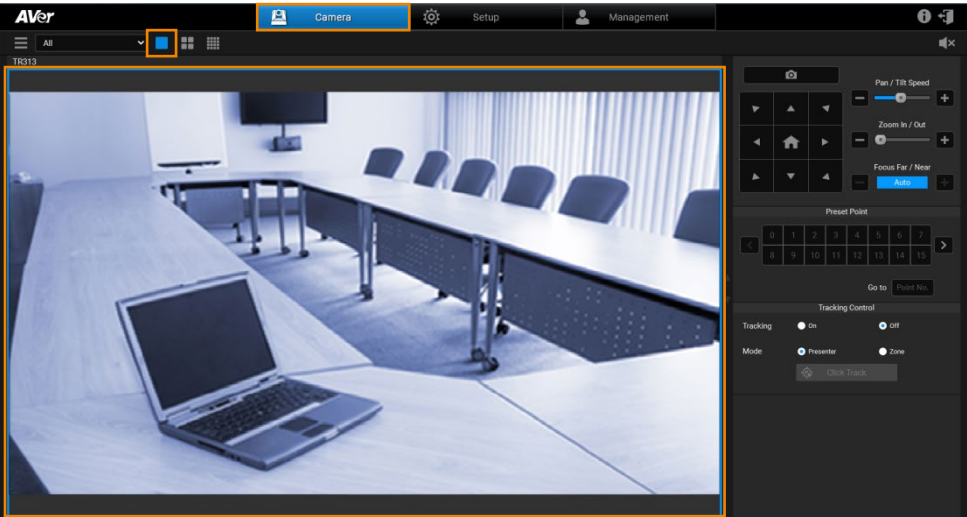 AVer
Camera
Setup
Management
All
TR313
Pan / Tilt Speed
Zoom In / Out
Focus Far / Near
Auto
Preset Point
0 1 2 3 4 5 6 7
8 9 10 11 12 13 14 15
Go to Point No.
Tracking Control
Tracking On Off
Mode Presenter Zone
Click Track